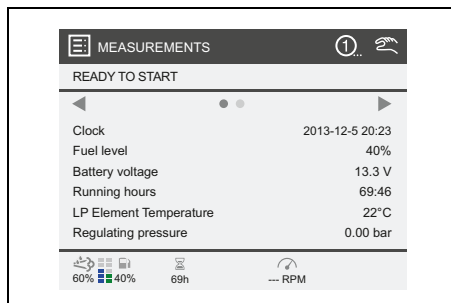 MEASUREMENTS 1...
READY TO START
Clock 2013-12-5 20:23
Fuel level 40%
Battery voltage 13.3 V
Running hours 69:46
LP Element Temperature 22°C
Regulating pressure 0.00 bar
60% 40% 69h --- RPM